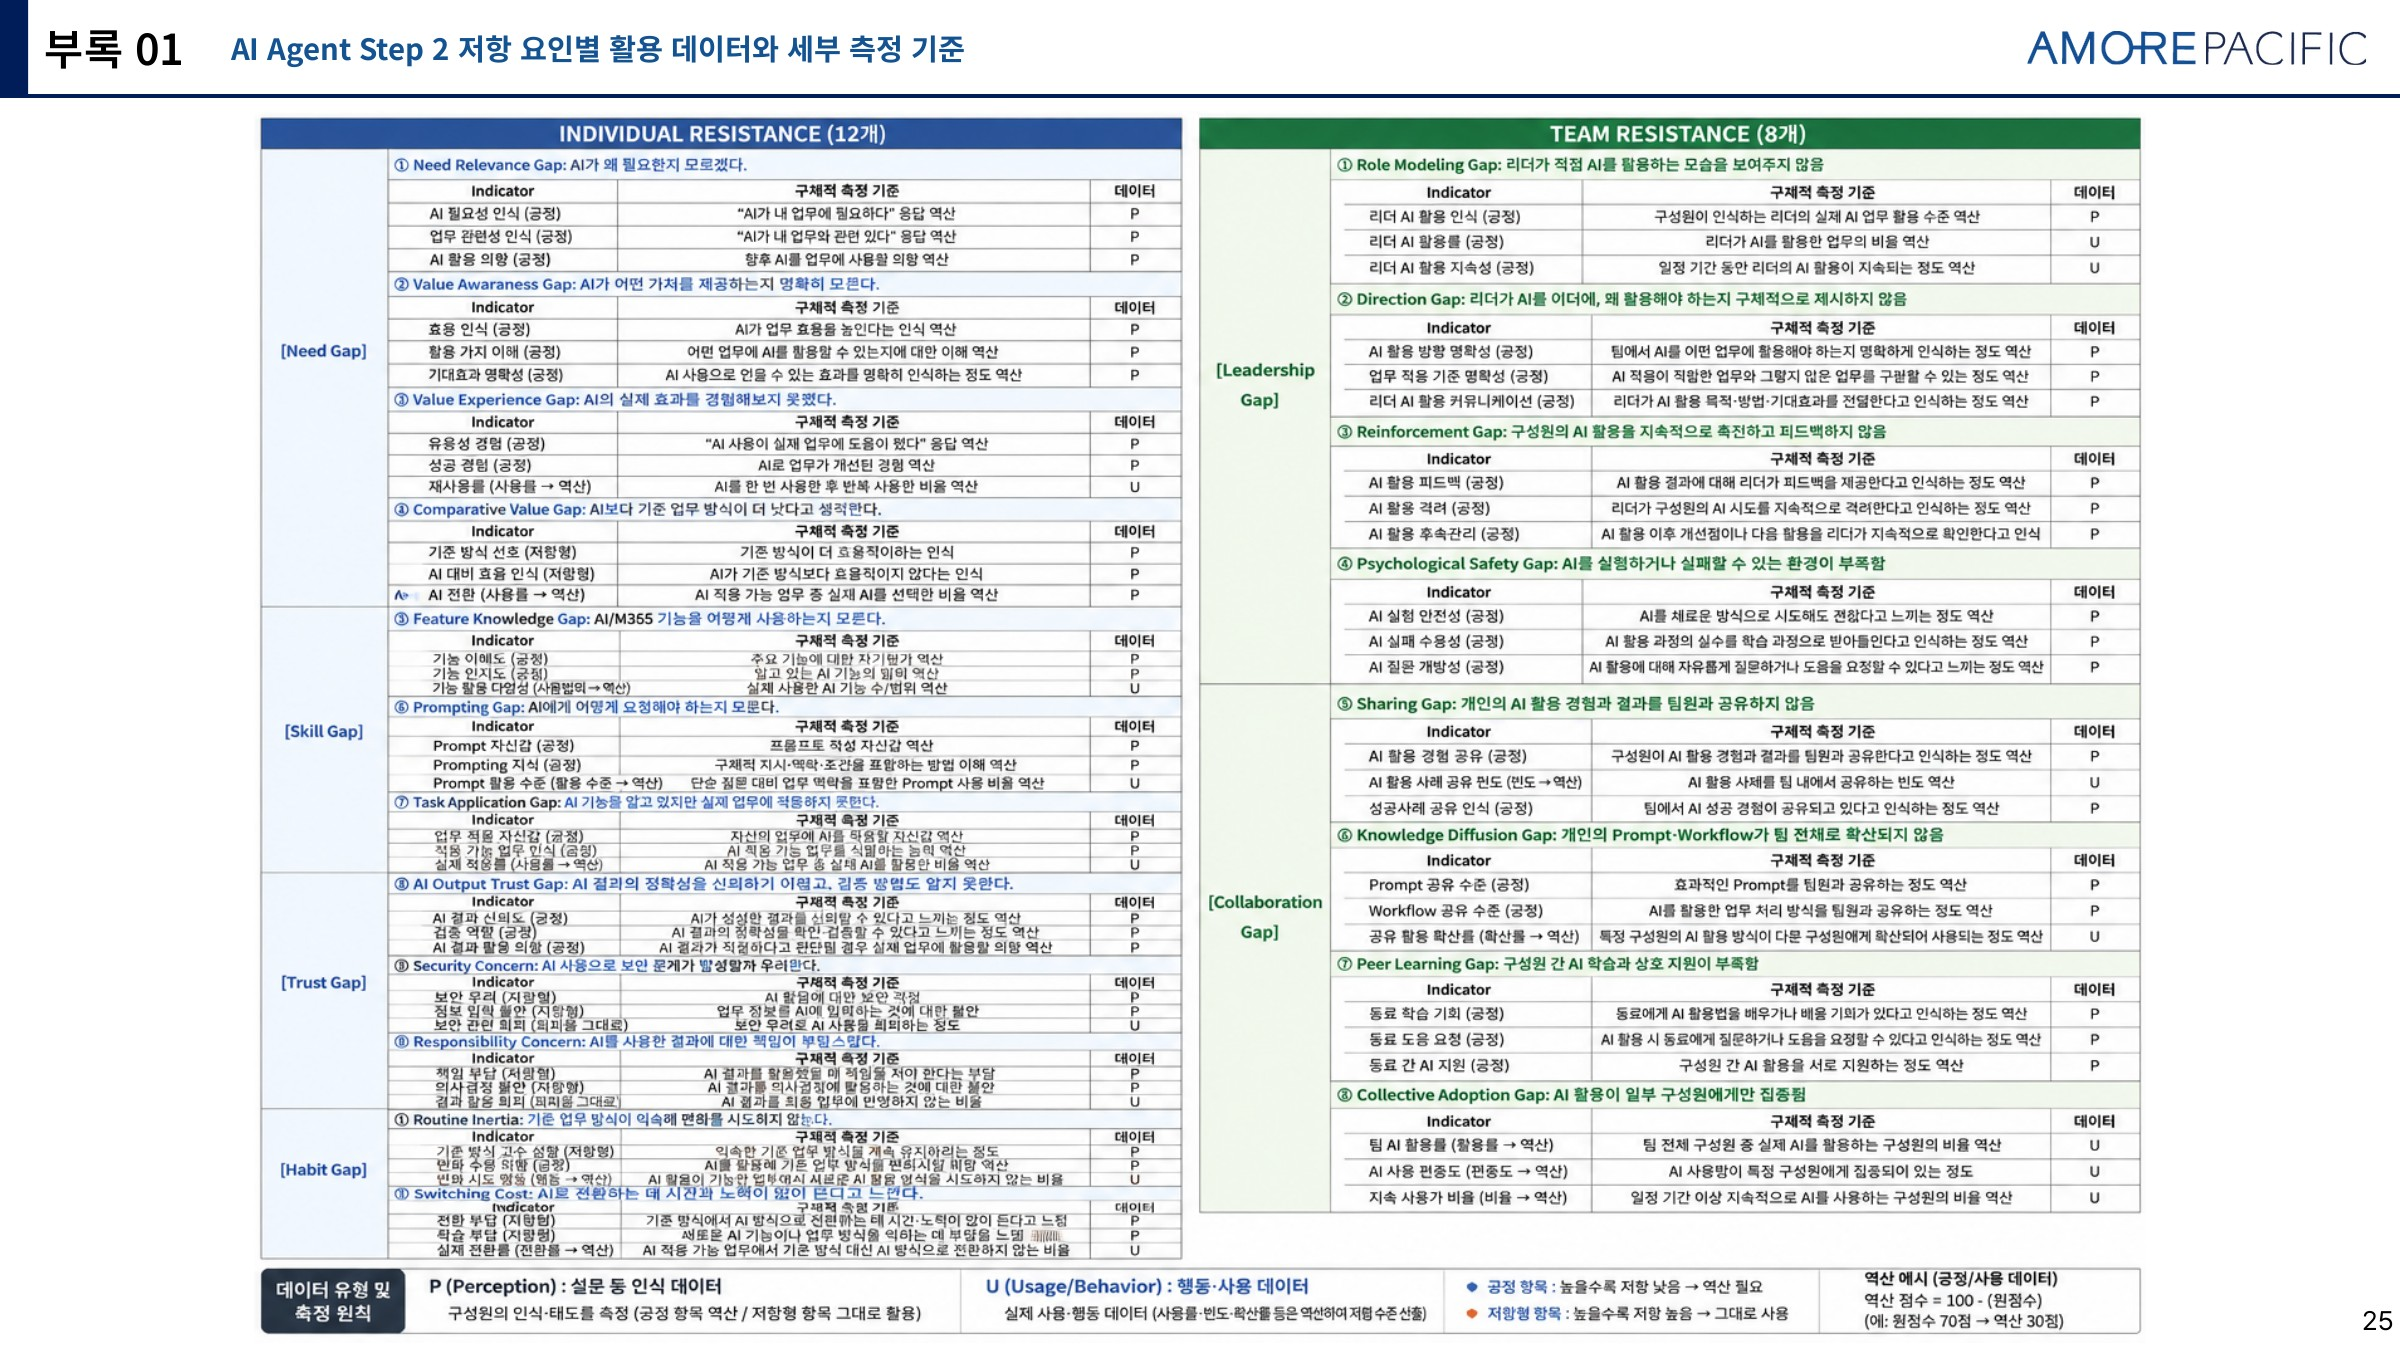 부록 01
AI Agent Step 2 저항 요인별 활용 데이터와 세부 측정 기준
AMOREPACIFIC
INDIVIDUAL RESISTANCE (12개)
[Need Gap]
① Need Relevance Gap: AI가 왜 필요한지 모르겠다.
Indicator 구체적 측정 기준 데이터
AI 필요성 인식 (긍정) “AI가 내 업무에 필요하다” 응답 역산 P
업무 관련성 인식 (긍정) “AI가 내 업무와 관련 있다” 응답 역산 P
AI 활용 의향 (긍정) 향후 AI를 업무에 사용할 의향 역산 P
② Value Awaraness Gap: AI가 어떤 가처를 제공하는지 명확히 모른다.
Indicator 구체적 측정 기준 데이터
효용 인식 (긍정) AI가 업무 효용을 높인다는 인식 역산 P
활용 가지 이해 (공정) 어떤 업무에 AI를 활용할 수 있는지에 대한 이해 역산 P
기대효과 명확성 (긍정) AI 사용으로 얻을 수 있는 효과를 명확히 인식하는 정도 역산 P
③ Value Experience Gap: AI의 실제 효과를 경험해보지 못했다.
Indicator 구체적 측정 기준 데이터
유용성 경험 (긍정) “AI 사용이 실재 업무에 도움이 됐다” 응답 역산 P
성공 경험 (긍정) AI로 업무가 개선된 경험 역산 P
재사용률 (사용률 → 역산) AI를 한 번 사용한 후 반복 사용한 비율 역산 U
④ Comparative Value Gap: AI보다 기준 업무 방식이 더 낫다고 생각한다.
Indicator 구체적 측정 기준 데이터
기준 방식 선호 (저항형) 기존 방식이 더 효율적이하는 인식 P
AI 대비 효율 인식 (저항형) AI가 기준 방식보다 효율적이지 않다는 인식 P
AI 전환 (사용률 → 역산) AI 적용 가능 업무 중 실재 AI를 선택한 비율 역산 P
[Skill Gap]
⑤ Feature Knowledge Gap: AI/M365 기능을 어떻게 사용하는지 모른다.
Indicator 구체적 측정 기준 데이터
기능 이해도 (긍정) 주요 기능에 대한 역산 P
기능 인지도 (긍정) 알고 있는 AI 기능의 역산 P
기능 활용 다양성 실제 사용한 AI 기능 수/범위 역산 U
⑥ Prompting Gap: AI에게 어떻게 요청해야 하는지 모른다.
Indicator 구체적 측정 기준 데이터
Prompt 자신감 (긍정) 프롬프토 작성 자신감 역산 P
Prompting 지식 (긍정) 구체적 지시·맥락·조건을 포함하는 방법 이해 역산 P
Prompt 활용 수준 (활용 수준 → 역산) 단순 질문 대비 업무 맥락을 포함한 Prompt 사용 비율 역산 U
⑦ Task Application Gap: AI 기능을 알고 있지만 실제 업무에 적용하지 못한다.
Indicator 구체적 측정 기준 데이터
업무 적용 자신감 (긍정) 자신의 업무에 AI를 자신감 역산 P
적용 가능 업무 인식 (긍정) AI 적용 가능 업무를 식별하는 능력 역산 P
실제 적용률 (사용률 → 역산) AI 적용 가능 업무 중 실제 AI를 활용한 비율 역산 U
[Trust Gap]
⑧ AI Output Trust Gap: AI 결과의 정확성을 신뢰하기 어렵고, 검증 방법도 알지 못한다.
Indicator 구체적 측정 기준 데이터
AI 결과 신뢰도 (긍정) AI가 생성한 결과를 신뢰할 수 있다고 느끼는 정도 역산 P
검증 역량 (긍정) AI 결과의 정확성을 확인·검증할 수 있다고 느끼는 정도 역산 P
AI 결과 활용 의향 (긍정) AI 결과가 적절하다고 판단될 경우 실제 업무에 활용할 의향 역산 P
Security Concern: AI 사용으로 보안 문제가 발생할까 우려한다.
Indicator 구체적 측정 기준 데이터
보안 우려 (저항형) AI 활용에 대한 보안 걱정 P
정보 입력 불안 (저항형) 업무 정보를 AI에 입력하는 것에 대한 불안 P
보안 관련 회피 (회피율 그대로) 보안 우려로 AI 사용을 회피하는 정도 U
Responsibility Concern: AI를 사용한 결과에 대한 책임이 부담스럽다.
Indicator 구체적 측정 기준 데이터
책임 부담 (저항형) AI 결과를 활용했을 때 책임을 져야 한다는 부담 P
의사결정 불안 (저항형) AI 결과를 의사결정에 활용하는 것에 대한 불안 P
결과 활용 회피 (회피율 그대로) AI 결과를 최종 업무에 반영하지 않는 비율 U
[Habit Gap]
① Routine Inertia: 기존 업무 방식이 익숙해 변화를 시도하지 않는다.
Indicator 구체적 측정 기준 데이터
기존 방식 고수 성향 (저항형) 익숙한 기존 업무 방식을 계속 유지하려는 정도 P
변화 수용 의향 (긍정) AI를 활용해 기존 업무 방식을 변화시킬 의향 역산 P
변화 시도 행동 (행동 → 역산) U
⑪ Switching Cost: AI로 전환하는 데 시간과 노력이 많이 든다고 느낀다.
Indicator 구체적 측정 기준 데이터
전환 부담 (저항형) 기준 방식에서 AI 방식으로 전환하는 데 시간·노력이 많이 든다고 느낌 P
학습 부담 (저항형) 새로운 AI 기능이나 업무 방식을 익히는 데 부담을 느낌 P
실제 전환률 (전환률 → 역산) AI 적용 가능 업무에서 기존 방식 대신 AI 방식으로 전환하지 않는 비율 U
TEAM RESISTANCE (8개)
[Leadership Gap]
① Role Modeling Gap: 리더가 적점 AI를 활용하는 모습을 보여주지 않음
Indicator 구체적 측정 기준 데이터
리더 AI 활용 인식 (긍정) 구성원이 인식하는 리더의 실제 AI 업무 활용 수준 역산 P
리더 AI 활용률 (긍정) 리더가 AI를 활용한 업무의 비율 역산 U
리더 AI 활용 지속성 (긍정) 일정 기간 동안 리더의 AI 활용이 지속되는 정도 역산 U
② Direction Gap: 리더가 AI를 이더에, 왜 활용해야 하는지 구체적으로 제시하지 않음
Indicator 구체적 측정 기준 데이터
AI 활용 방향 명확성 (긍정) 팀에서 AI를 어떤 업무에 활용해야 하는지 명확하게 인식하는 정도 역산 P
업무 적용 기준 명확성 (긍정) AI 적용이 적합한 업무와 그렇지 않은 업무를 구분할 수 있는 정도 역산 P
리더 AI 활용 커뮤니케이션 (긍정) 리더가 AI 활용 목적·방법·기대효과를 전달한다고 인식하는 정도 역산 P
③ Reinforcement Gap: 구성원의 AI 활용을 지속적으로 촉진하고 피드백하지 않음
Indicator 구체적 측정 기준 데이터
AI 활용 피드백 (긍정) AI 활용 결과에 대해 리더가 피드백을 제공한다고 인식하는 정도 역산 P
AI 활용 격려 (긍정) 리더가 구성원의 AI 시도를 지속적으로 격려한다고 인식하는 정도 역산 P
AI 활용 후속관리 (긍정) AI 활용 이후 개선점이나 다음 활용을 리더가 지속적으로 확인한다고 인식 P
④ Psychological Safety Gap: AI를 실험하거나 실패할 수 있는 환경이 부폭함
Indicator 구체적 측정 기준 데이터
AI 실험 안전성 (긍정) AI를 채로운 방식으로 시도해도 전찮다고 느끼는 정도 역산 P
AI 실패 수용성 (긍정) AI 활용 과정의 실수를 학습 과정으로 받아들인다고 인식하는 정도 역산 P
AI 질문 개방성 (긍정) AI 활용에 대해 자유롭게 질문하거나 도움을 요정할 수 있다고 느끼는 정도 역산 P
[Collaboration Gap]
⑤ Sharing Gap: 개인의 AI 활용 경험과 결과를 팀원과 공유하지 않음
Indicator 구체적 측정 기준 데이터
AI 활용 경험 공유 (긍정) 구성원이 AI 활용 경험과 결과를 팀원과 공유한다고 인식하는 정도 역산 P
AI 활용 사례 공유 빈도 (빈도 → 역산) AI 활용 사제를 팀 내에서 공유하는 빈도 역산 U
성공사례 공유 인식 (긍정) 팀에서 AI 성공 경험이 공유되고 있다고 인식하는 정도 역산 P
⑥ Knowledge Diffusion Gap: 개인의 Prompt·Workflow가 팀 전채로 확산되지 않음
Indicator 구체적 측정 기준 데이터
Prompt 공유 수준 (긍정) 효과적인 Prompt를 팀원과 공유하는 정도 역산 P
Workflow 공유 수준 (긍정) AI를 활용한 업무 처리 방식을 팀원과 공유하는 정도 역산 P
공유 활용 확산률 (확산률 → 역산) 특정 구성원의 AI 활용 방식이 다문 구성원에게 확산되어 사용되는 정도 역산 U
⑦ Peer Learning Gap: 구성원 간 AI 학습과 상호 지원이 부족함
Indicator 구체적 측정 기준 데이터
동료 학습 기회 (긍정) 동료에게 AI 활용법을 배우가나 배울 기의가 있다고 인식하는 정도 역산 P
동료 도음 요청 (긍정) AI 활용 시 동료에게 질문하거나 도움을 요정할 수 있다고 인식하는 정도 역산 P
동료 간 AI 지원 (긍정) 구성원 간 AI 활용을 서로 지원하는 정도 역산 P
⑧ Collective Adoption Gap: AI 활용이 일부 구성원에게만 집중됨
Indicator 구체적 측정 기준 데이터
팀 AI 활용률 (활용률 → 역산) 팀 전체 구성원 중 실제 AI를 활용하는 구성원의 비율 역산 U
AI 사용 편중도 (편중도 → 역산) AI 사용망이 특정 구성원에게 집중되어 있는 정도 U
지속 사용가 비율 (비율 → 역산) 일정 기간 이상 지속적으로 AI를 사용하는 구성원의 비율 역산 U
데이터 유형 및 측정 원칙
P (Perception) : 설문 둥 인식 데이터
구성원의 인식·태도를 측정 (긍정 항목 역산 / 저항형 항목 그대로 활용)
U (Usage/Behavior) : 행동·사용 데이터
실제 사용·행동 데이터 (사용률·빈도·확산률 등은 역산하여 저렴 수준 산출)
긍정 항목 : 높을수록 저항 낮음 → 역산 필요
저항형 항목 : 높을수록 저항 높음 → 그대로 사용
역산 에시 (긍정/사용 데이터)
역산 점수 = 100 - (원점수)
(에: 원점수 70점 → 역산 30점)
25